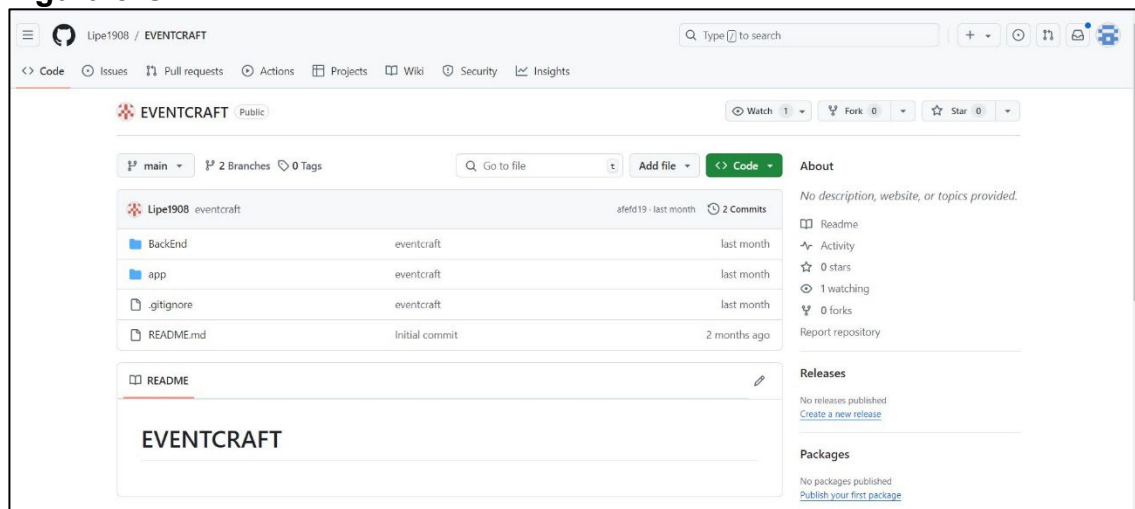 Lipe1908 / EVENTCRAFT
Type / to search
Code Issues Pull requests Actions Projects Wiki Security Insights
EVENTCRAFT Public
Watch 1 Fork 0 Star 0
main 2 Branches 0 Tags
Go to file t Add file Code
Lipe1908 eventcraft afefd19 · last month 2 Commits
BackEnd eventcraft last month
app eventcraft last month
.gitignore eventcraft last month
README.md Initial commit 2 months ago
README
EVENTCRAFT
About
No description, website, or topics provided.
Readme
Activity
0 stars
1 watching
0 forks
Report repository
Releases
No releases published
Create a new release
Packages
No packages published
Publish your first package